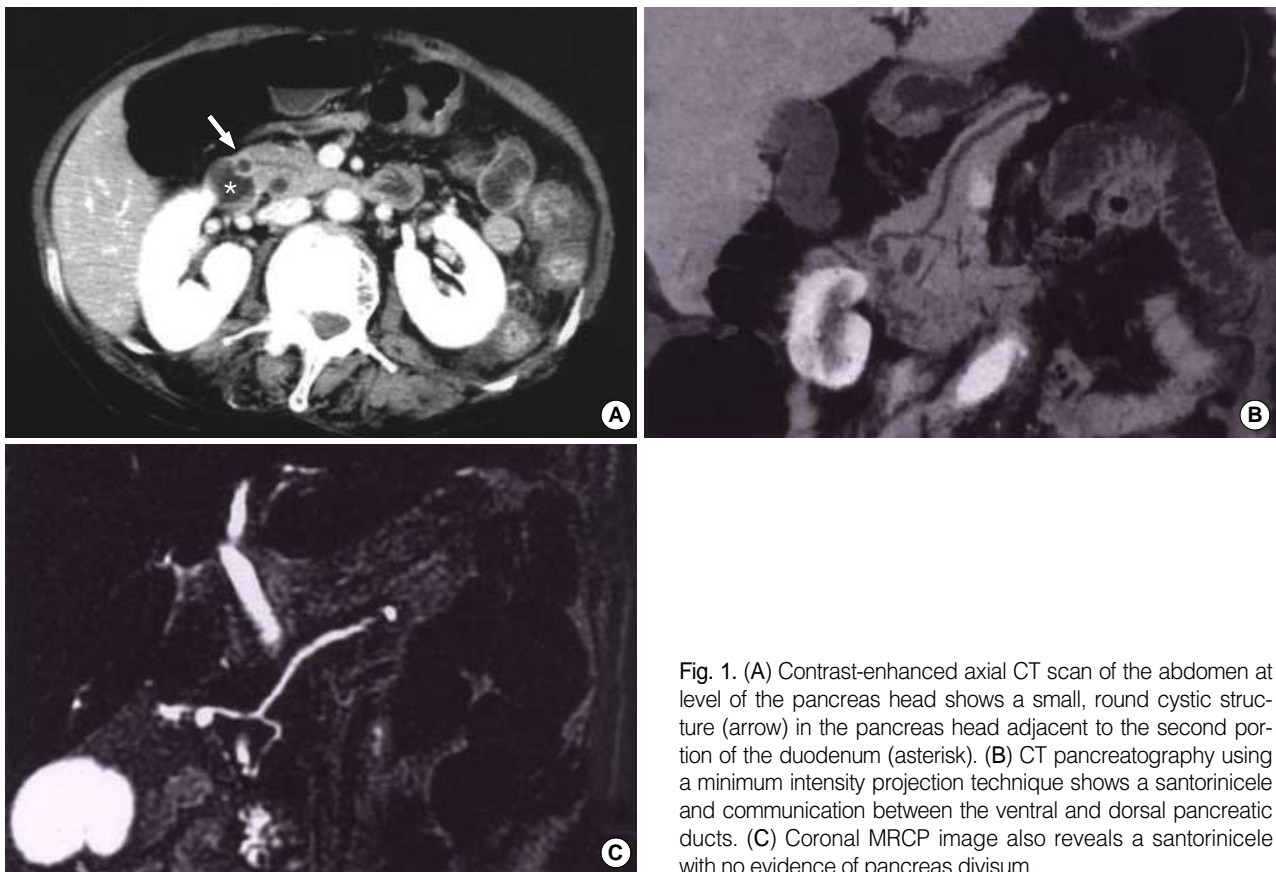 *
A
B
C
Fig. 1. (A) Contrast-enhanced axial CT scan of the abdomen at
level of the pancreas head shows a small, round cystic struc-
ture (arrow) in the pancreas head adjacent to the second por-
tion of the duodenum (asterisk). (B) CT pancreatography using
a minimum intensity projection technique shows a santorinicele
and communication between the ventral and dorsal pancreatic
ducts. (C) Coronal MRCP image also reveals a santorinicele
with no evidence of pancreas divisum